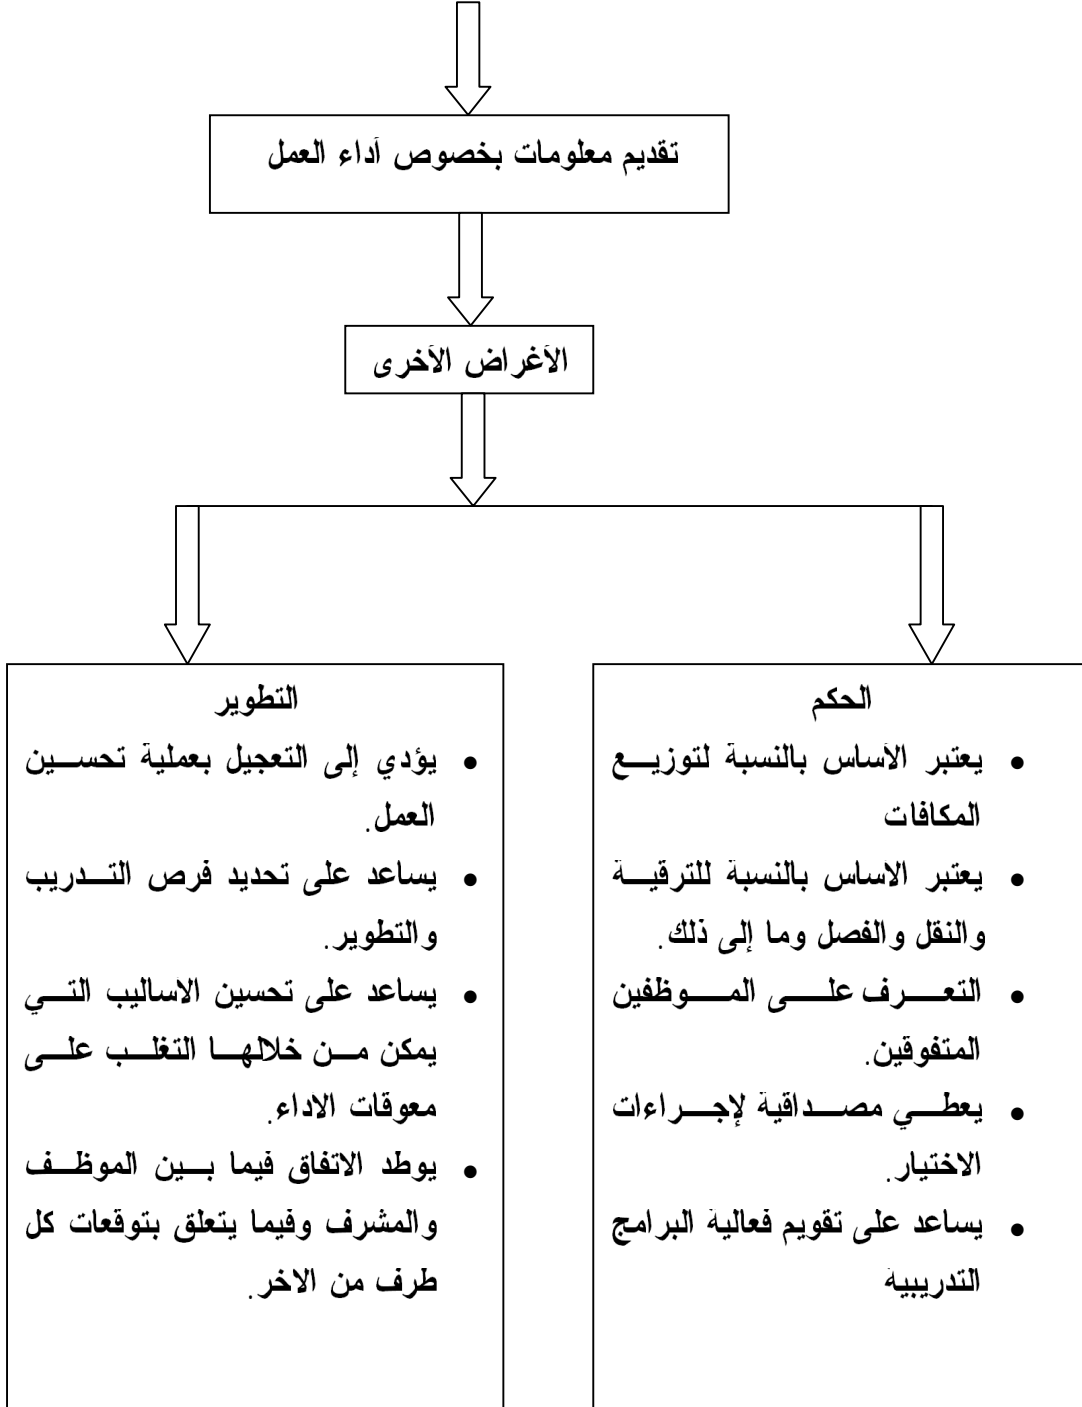 تقديم معلومات بخصوص أداء العمل
الأغراض الأخرى
الحكم
• يعتبر الأساس بالنسبة لتوزيع
المكافات
• يعتبر الاساس بالنسبة للترقية
والنقل والفصل وما إلى ذلك.
• التعرف على الموظفين
المتفوقين.
• يعطي مصداقية لإجراءات
الاختيار.
• يساعد على تقويم فعالية البرامج
التدريبية
التطوير
• يؤدي إلى التعجيل بعملية تحسين
العمل.
• يساعد على تحديد فرص التدريب
والتطوير.
• يساعد على تحسين الاساليب التي
يمكن من خلالها التغلب على
معوقات الاداء.
• يوطد الاتفاق فيما بين الموظف
والمشرف وفيما يتعلق بتوقعات كل
طرف من الاخر.